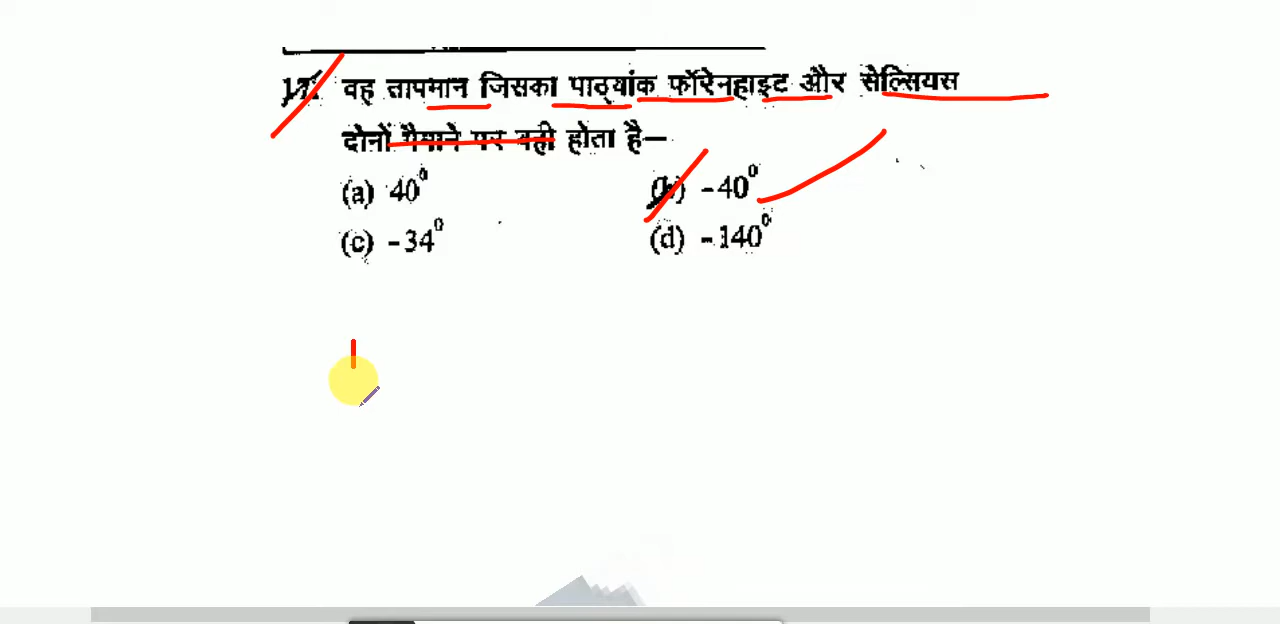 17. वह तापमान जिसका पाठ्यांक फॉरेनहाइट और सेल्सियस
दोनों पैमाने पर वही होता है–
(a) 40° (b) -40°
(c) -34° (d) -140°